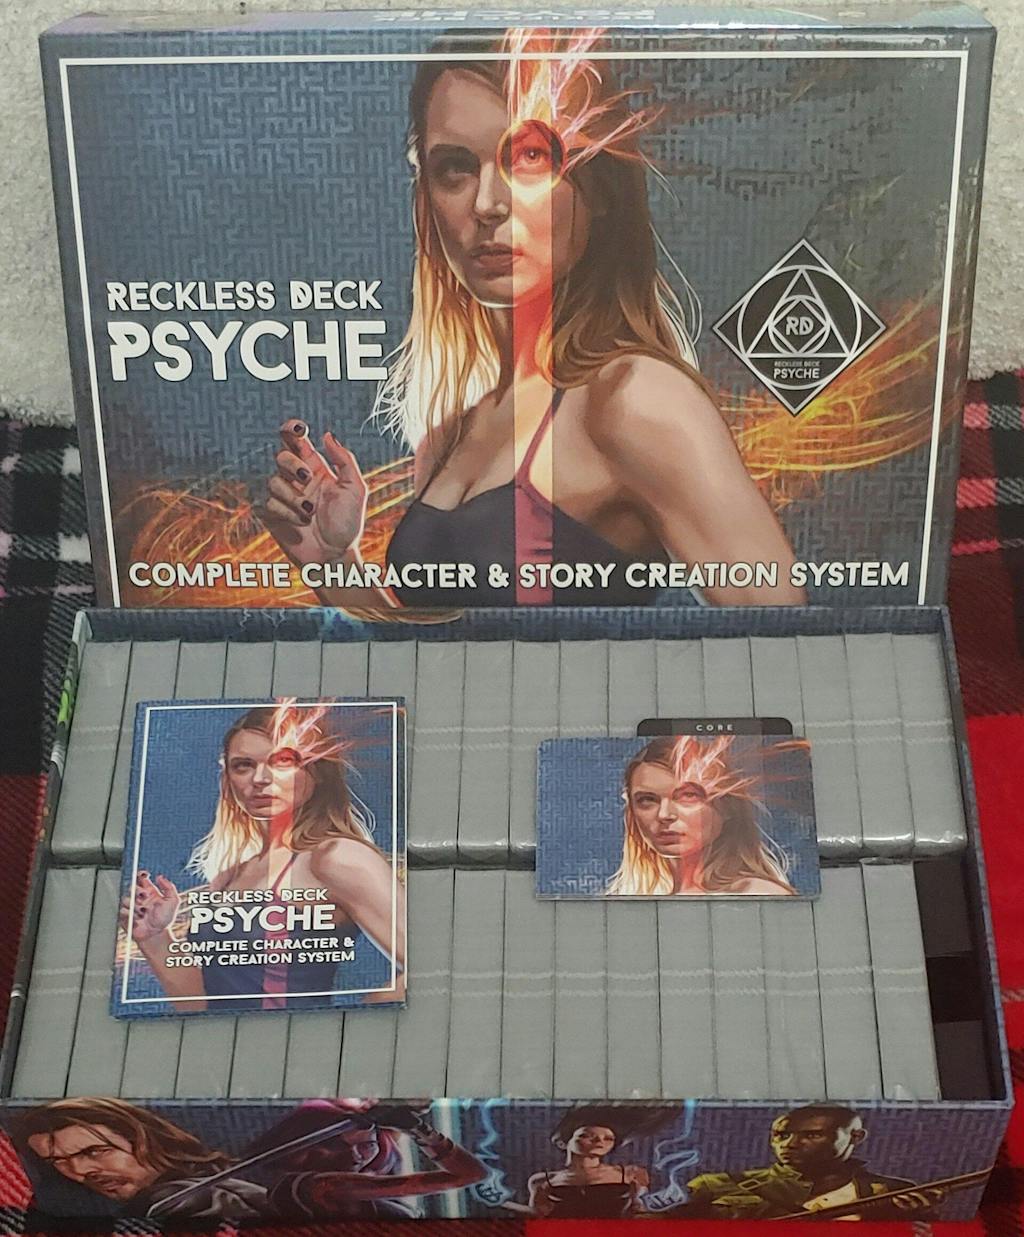 RECKLESS DECK
PSYCHE
RD
RECKLESS DECK
PSYCHE
COMPLETE CHARACTER & STORY CREATION SYSTEM
CORE
RECKLESS DECK
PSYCHE
COMPLETE CHARACTER &
STORY CREATION SYSTEM